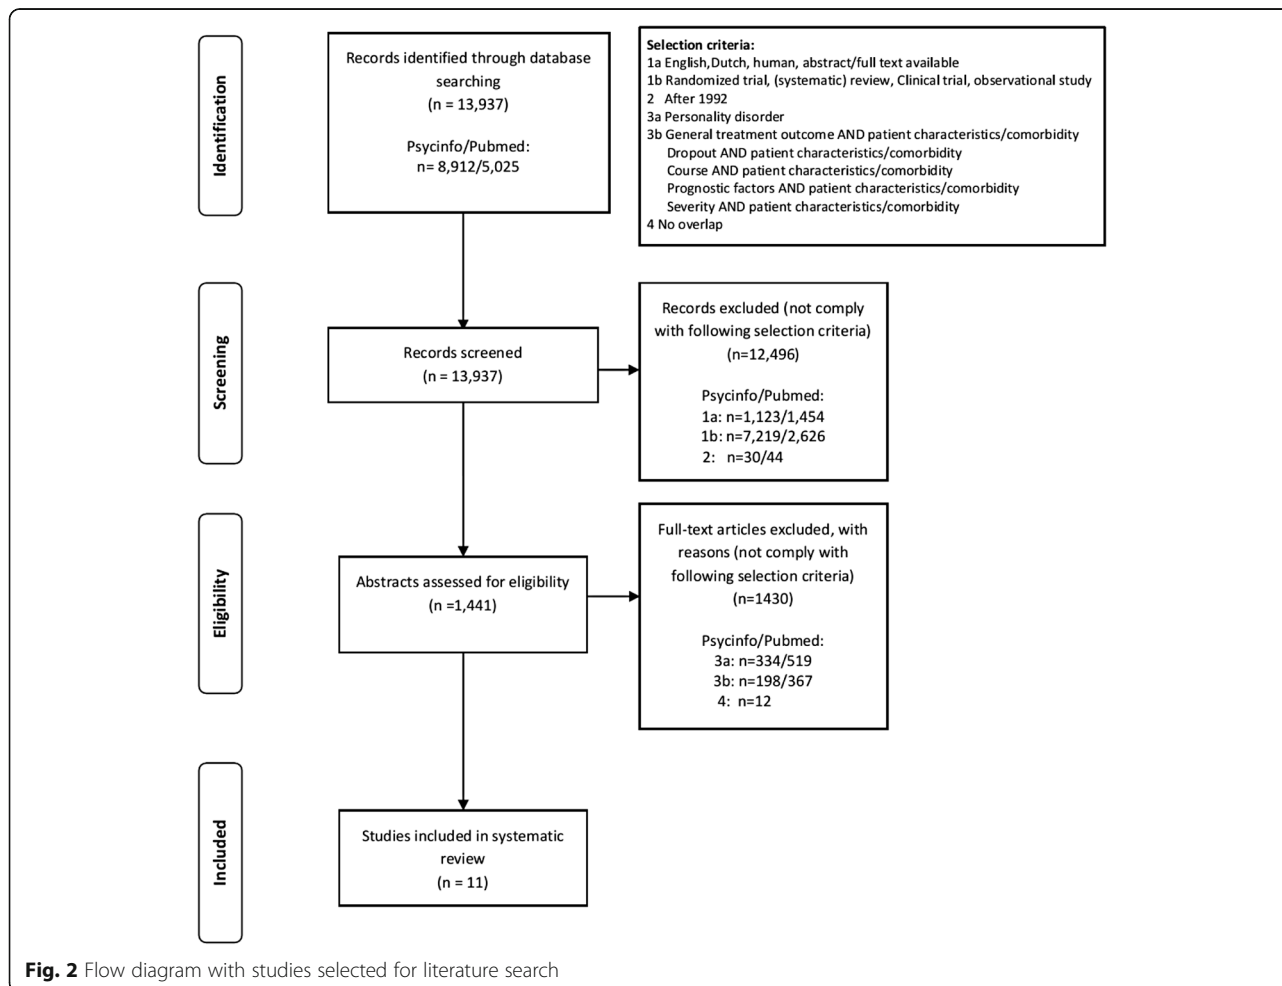 Identification
Records identified through database
searching
(n = 13,937)
Psycinfo/Pubmed:
n= 8,912/5,025
Selection criteria:
1a English,Dutch, human, abstract/full text available
1b Randomized trial, (systematic) review, Clinical trial, observational study
2 After 1992
3a Personality disorder
3b General treatment outcome AND patient characteristics/comorbidity
Dropout AND patient characteristics/comorbidity
Course AND patient characteristics/comorbidity
Prognostic factors AND patient characteristics/comorbidity
Severity AND patient characteristics/comorbidity
4 No overlap
Screening
Records screened
(n = 13,937)
Records excluded (not comply
with following selection criteria)
(n=12,496)
Psycinfo/Pubmed:
1a: n=1,123/1,454
1b: n=7,219/2,626
2: n=30/44
Eligibility
Abstracts assessed for eligibility
(n =1,441)
Full-text articles excluded, with
reasons (not comply with
following selection criteria)
(n=1430)
Psycinfo/Pubmed:
3a: n=334/519
3b: n=198/367
4: n=12
Included
Studies included in systematic
review
(n = 11)
Fig. 2 Flow diagram with studies selected for literature search